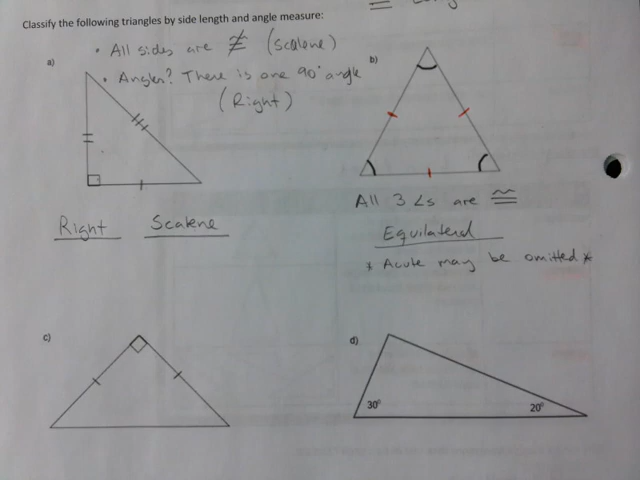 Classify the following triangles by side length and angle measure:
a)
• All sides are ≇ (Scalene)
• Angles? There is one 90° angle
(Right)
b)
All 3 ∠s are ≅
Right Scalene
Equilateral
* Acute may be omitted *
c)
d)
30°
20°